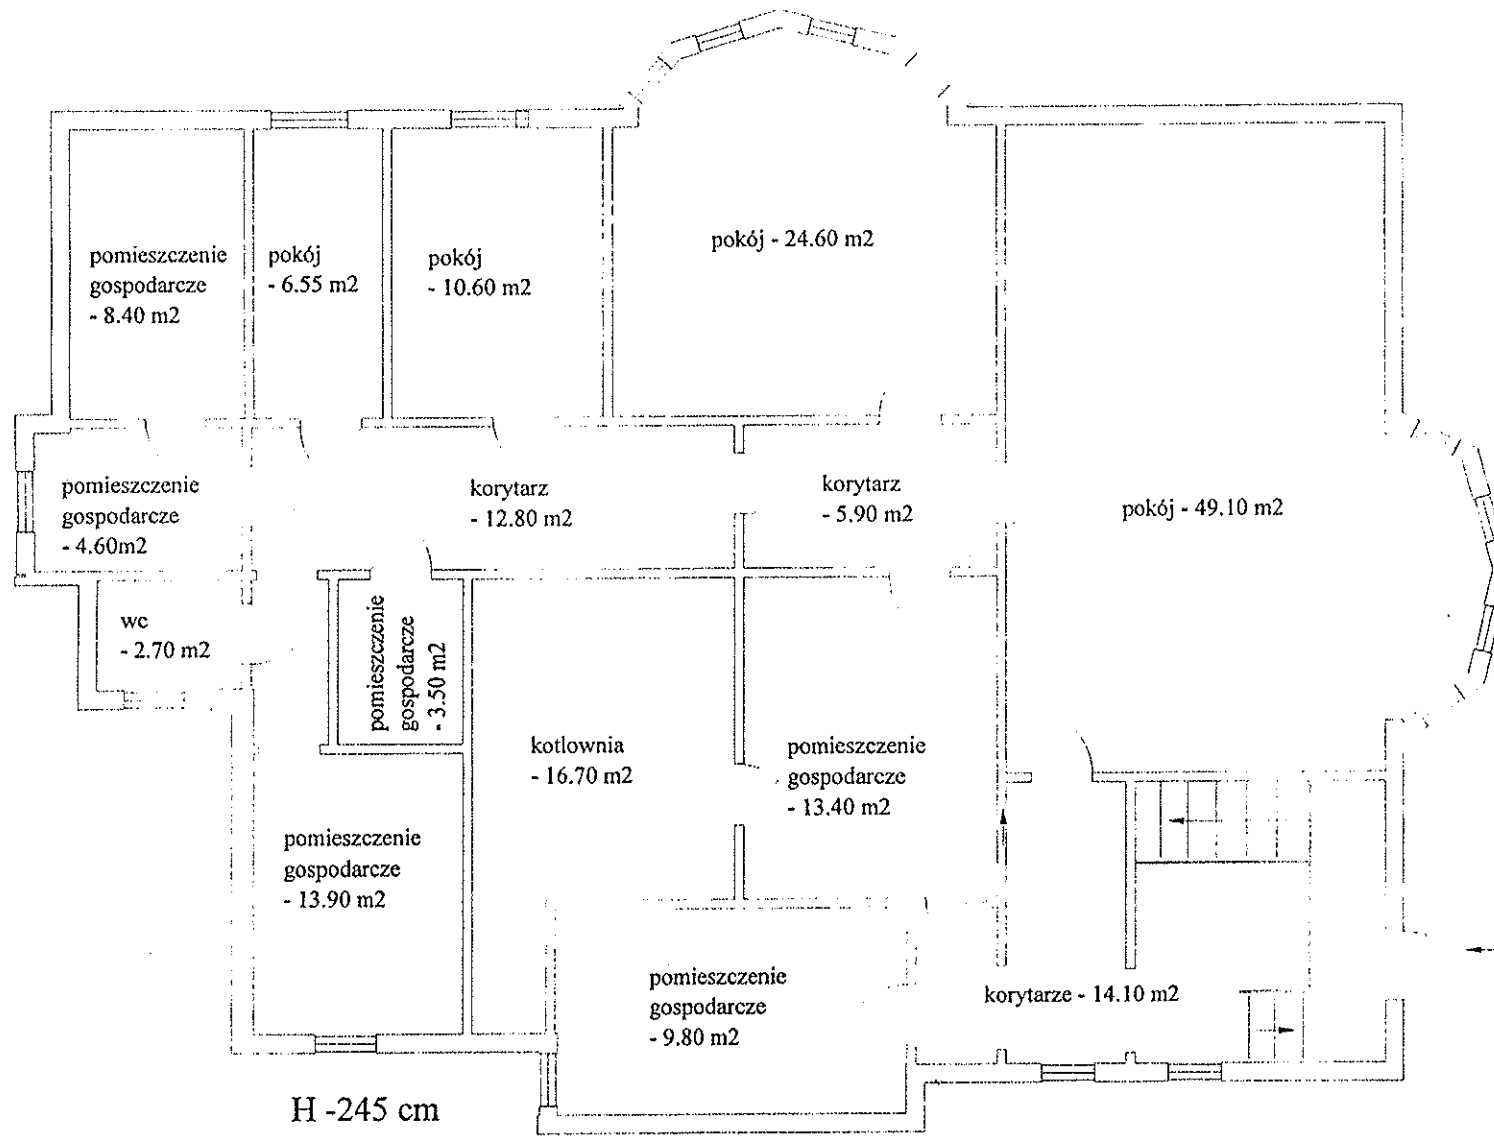 pokój - 24.60 m2
pomieszczenie
gospodarcze
- 8.40 m2
pokój
- 6.55 m2
pokój
- 10.60 m2
pomieszczenie
gospodarcze
- 4.60m2
korytarz
- 12.80 m2
korytarz
- 5.90 m2
pokój - 49.10 m2
wc
- 2.70 m2
pomieszczenie
gospodarcze
- 3.50 m2
kotlownia
- 16.70 m2
pomieszczenie
gospodarcze
- 13.40 m2
pomieszczenie
gospodarcze
- 13.90 m2
pomieszczenie
gospodarcze
- 9.80 m2
korytarze - 14.10 m2
H -245 cm